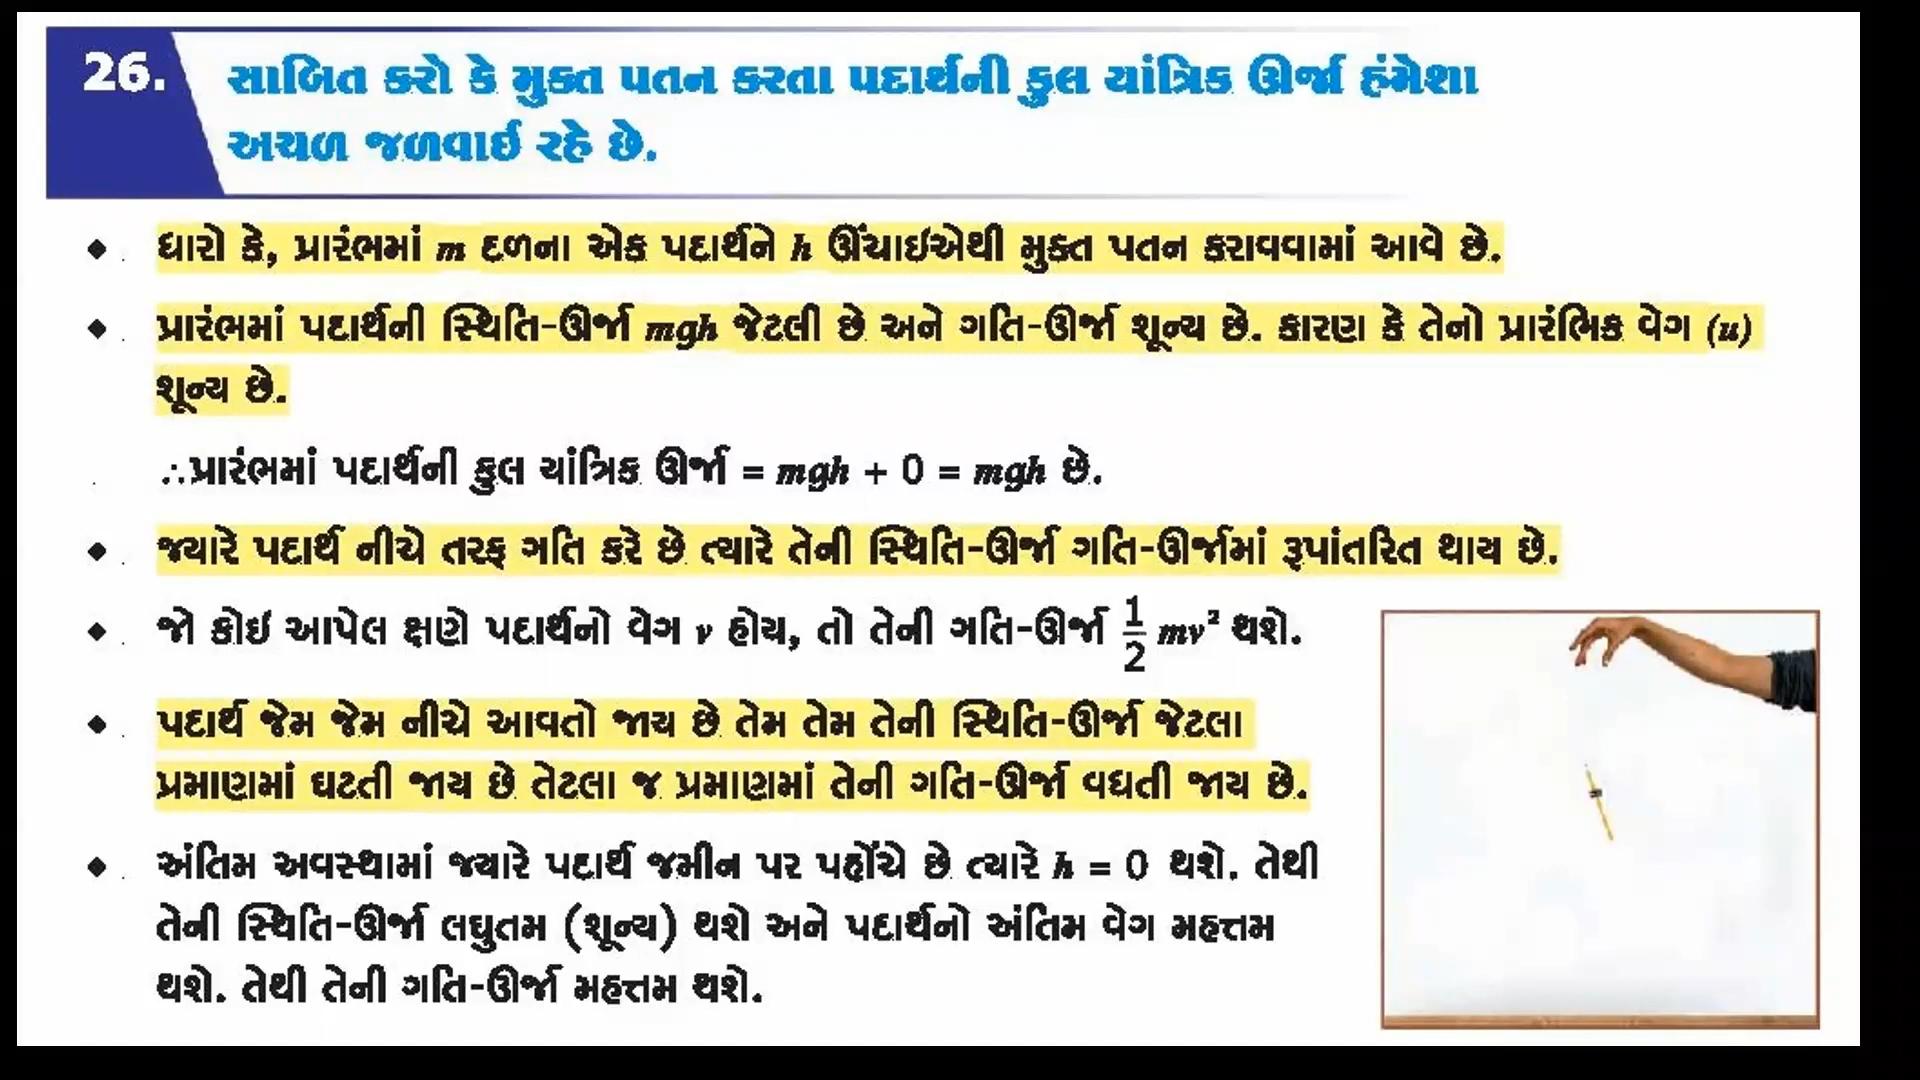 26. સાબિત કરો કે મુક્ત પતન કરતા પદાર્થની કુલ યાંત્રિક ઊર્જા હંમેશા
અચળ જળવાઈ રહે છે.
◆ ધારો કે, પ્રારંભમાં m દળના એક પદાર્થને h ઊંચાઇએથી મુક્ત પતન કરાવવામાં આવે છે.
◆ પ્રારંભમાં પદાર્થની સ્થિતિ-ઊર્જા mgh જેટલી છે અને ગતિ-ઊર્જા શૂન્ય છે. કારણ કે તેનો પ્રારંભિક વેગ (u)
શૂન્ય છે.
∴પ્રારંભમાં પદાર્થની કુલ યાંત્રિક ઊર્જા = mgh + 0 = mgh છે.
◆ જ્યારે પદાર્થ નીચે તરફ ગતિ કરે છે ત્યારે તેની સ્થિતિ-ઊર્જા ગતિ-ઊર્જામાં રૂપાંતરિત થાય છે.
◆ જો કોઇ આપેલ ક્ષણે પદાર્થનો વેગ v હોય, તો તેની ગતિ-ઊર્જા 1/2 mv² થશે.
◆ પદાર્થ જેમ જેમ નીચે આવતો જાય છે તેમ તેમ તેની સ્થિતિ-ઊર્જા જેટલા
પ્રમાણમાં ઘટતી જાય છે તેટલા જ પ્રમાણમાં તેની ગતિ-ઊર્જા વધતી જાય છે.
◆ અંતિમ અવસ્થામાં જ્યારે પદાર્થ જમીન પર પહોંચે છે ત્યારે h = 0 થશે. તેથી
તેની સ્થિતિ-ઊર્જા લઘુતમ (શૂન્ય) થશે અને પદાર્થનો અંતિમ વેગ મહત્તમ
થશે. તેથી તેની ગતિ-ઊર્જા મહત્તમ થશે.